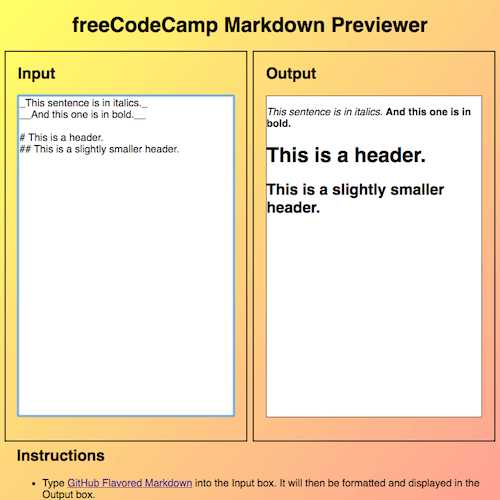 freeCodeCamp Markdown Previewer
Input
_This sentence is in italics._
__And this one is in bold.__
# This is a header.
## This is a slightly smaller header.
Output
This sentence is in italics. And this one is in
bold.
This is a header.
This is a slightly smaller
header.
Instructions
• Type GitHub Flavored Markdown into the Input box. It will then be formatted and displayed in the
Output box.